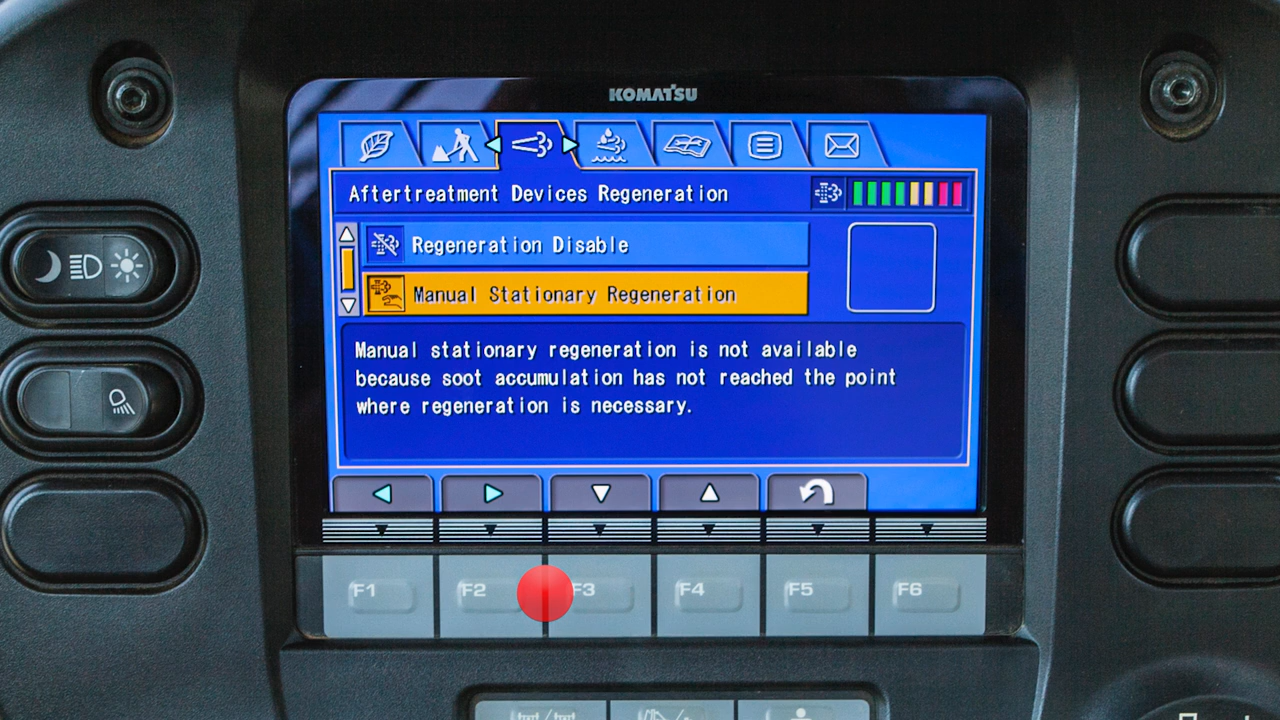 KOMATSU
Aftertreatment Devices Regeneration
Regeneration Disable
Manual Stationary Regeneration
Manual stationary regeneration is not available
because soot accumulation has not reached the point
where regeneration is necessary.
F1 F2 F3 F4 F5 F6